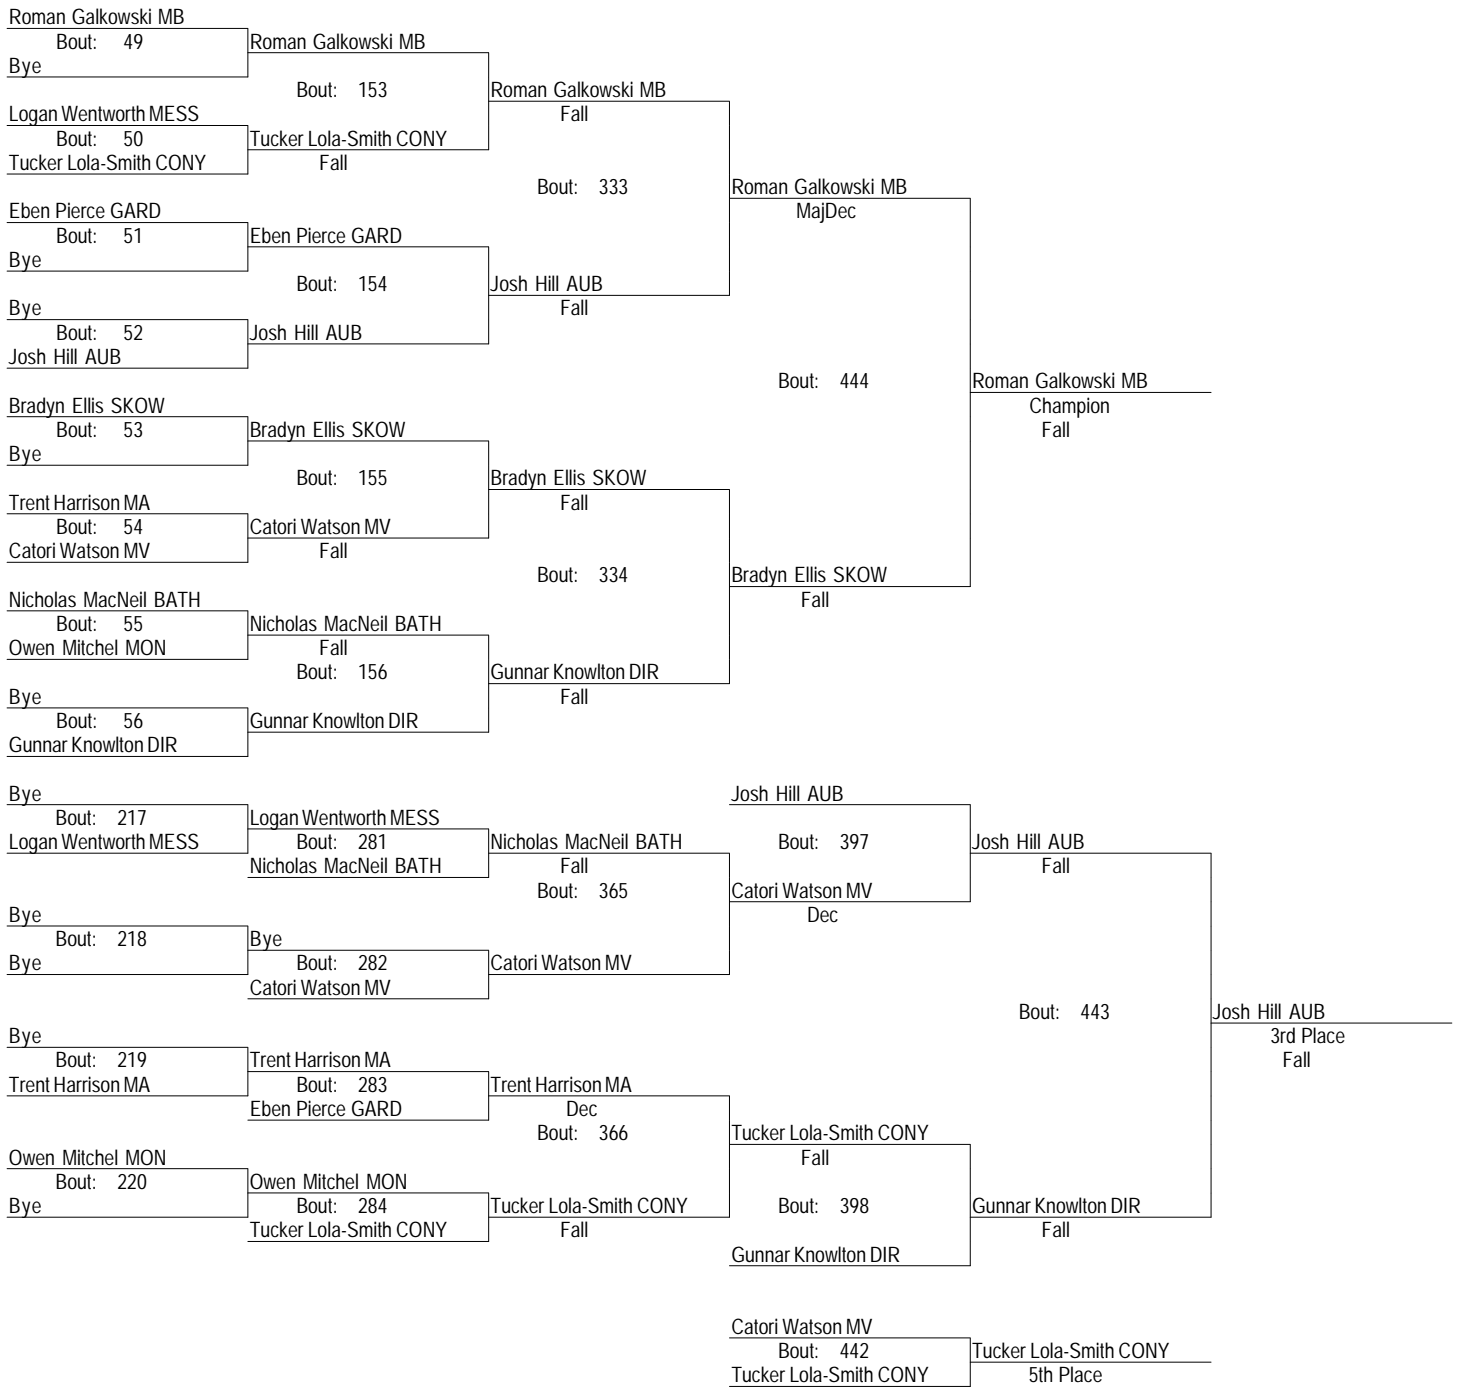 Roman Galkowski MB
Bout: 49 Roman Galkowski MB
Bye
Bout: 153 Roman Galkowski MB
Logan Wentworth MESS Fall
Bout: 50 Tucker Lola-Smith CONY
Tucker Lola-Smith CONY Fall
Bout: 333 Roman Galkowski MB
Eben Pierce GARD MajDec
Bout: 51 Eben Pierce GARD
Bye
Bout: 154 Josh Hill AUB
Bye Fall
Bout: 52 Josh Hill AUB
Josh Hill AUB
Bout: 444 Roman Galkowski MB
Bradyn Ellis SKOW Champion
Bout: 53 Bradyn Ellis SKOW Fall
Bye
Bout: 155 Bradyn Ellis SKOW
Trent Harrison MA Fall
Bout: 54 Catori Watson MV
Catori Watson MV Fall
Bout: 334 Bradyn Ellis SKOW
Nicholas MacNeil BATH Fall
Bout: 55 Nicholas MacNeil BATH
Owen Mitchel MON Fall
Bout: 156 Gunnar Knowlton DIR
Bye Fall
Bout: 56 Gunnar Knowlton DIR
Gunnar Knowlton DIR
Bye Josh Hill AUB
Bout: 217 Logan Wentworth MESS
Logan Wentworth MESS Bout: 281 Nicholas MacNeil BATH Bout: 397 Josh Hill AUB
Nicholas MacNeil BATH Fall Fall
Bout: 365 Catori Watson MV
Bye Dec
Bout: 218 Bye
Bye Bout: 282 Catori Watson MV
Catori Watson MV
Bout: 443 Josh Hill AUB
Bye 3rd Place
Bout: 219 Trent Harrison MA Fall
Trent Harrison MA Bout: 283 Trent Harrison MA
Eben Pierce GARD Dec
Bout: 366 Tucker Lola-Smith CONY
Owen Mitchel MON Fall
Bout: 220 Owen Mitchel MON
Bye Bout: 284 Tucker Lola-Smith CONY Bout: 398 Gunnar Knowlton DIR
Tucker Lola-Smith CONY Fall Fall
Gunnar Knowlton DIR
Catori Watson MV
Bout: 442 Tucker Lola-Smith CONY
Tucker Lola-Smith CONY 5th Place